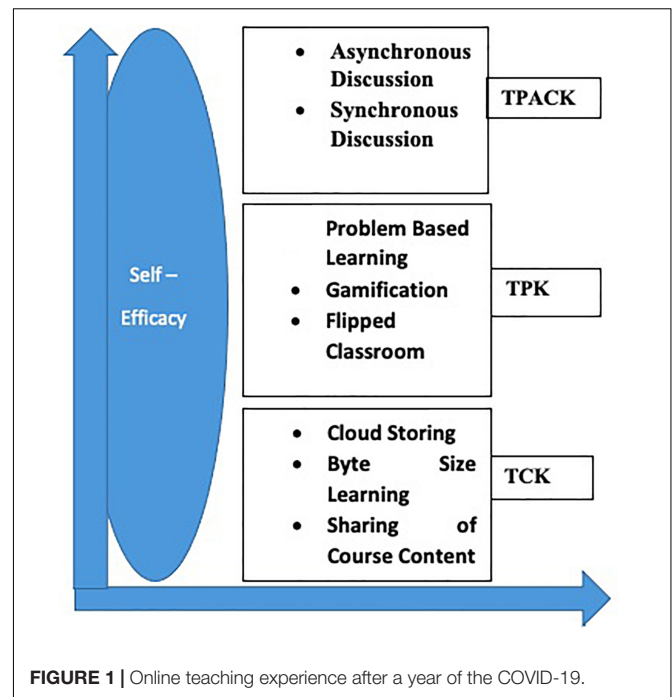 • Asynchronous
Discussion
• Synchronous
Discussion
TPACK
Self –
Efficacy
Problem Based
Learning
• Gamification
• Flipped
Classroom
TPK
• Cloud Storing
• Byte Size
Learning
• Sharing of
Course Content
TCK
FIGURE 1 | Online teaching experience after a year of the COVID-19.